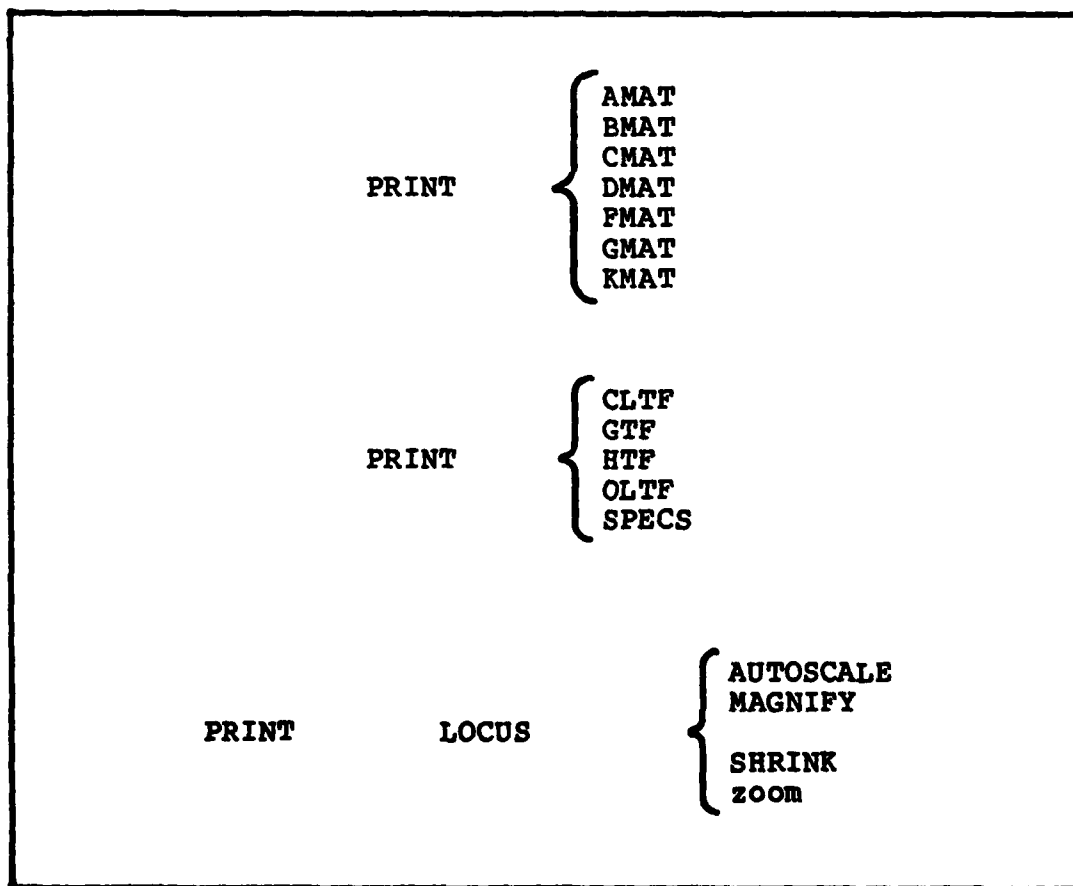 AMAT
BMAT
CMAT
PRINT DMAT
FMAT
GMAT
KMAT
CLTF
GTF
PRINT HTF
OLTF
SPECS
AUTOSCALE
MAGNIFY
PRINT LOCUS
SHRINK
zoom